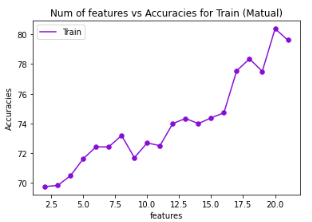 Num of features vs Accuracies for Train (Matual)
Train
Accuracies
80
78
76
74
72
70
2.5 5.0 7.5 10.0 12.5 15.0 17.5 20.0
features